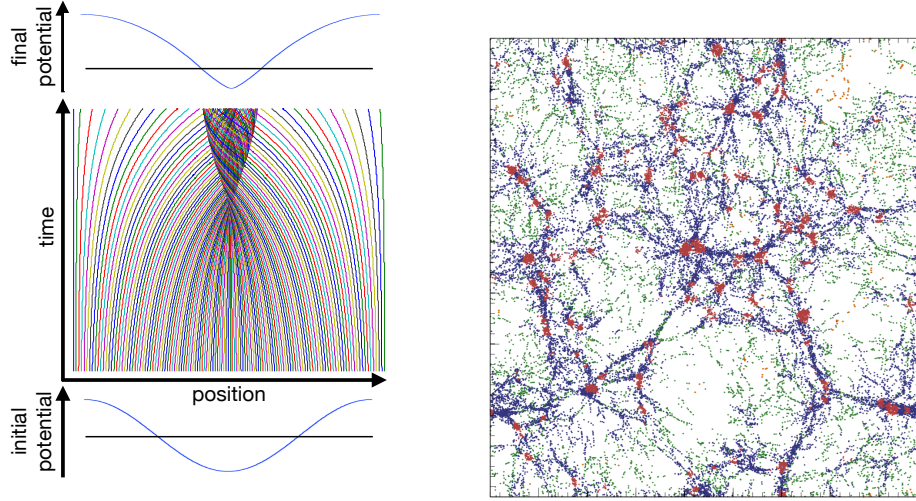 final
potential
time
position
initial
potential